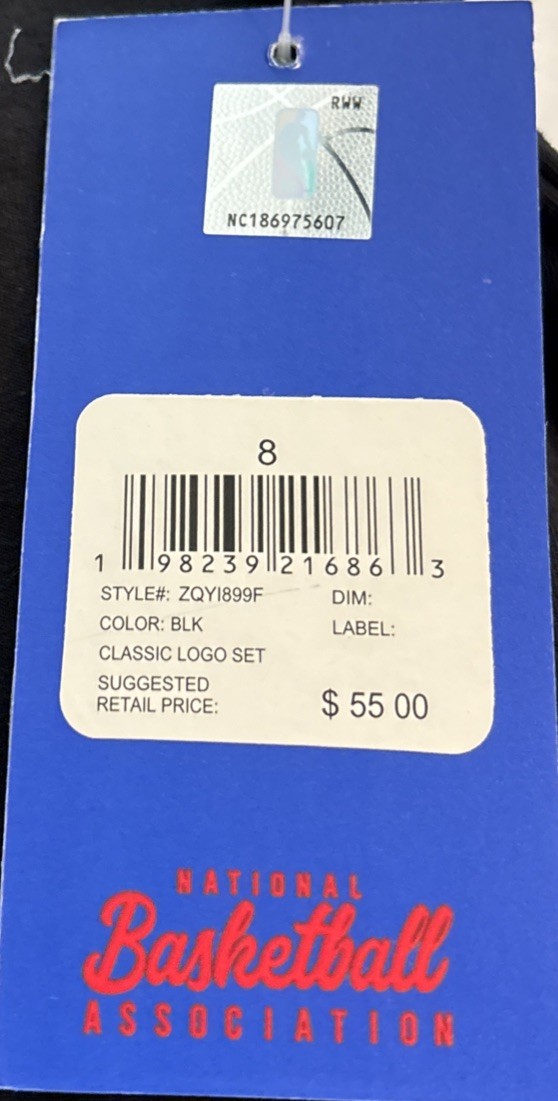 RWW
NC186975607
8
1 98239 21686 3
STYLE#: ZQYI899F DIM:
COLOR: BLK LABEL:
CLASSIC LOGO SET
SUGGESTED
RETAIL PRICE: $ 55 00
NATIONAL
Basketball
ASSOCIATION